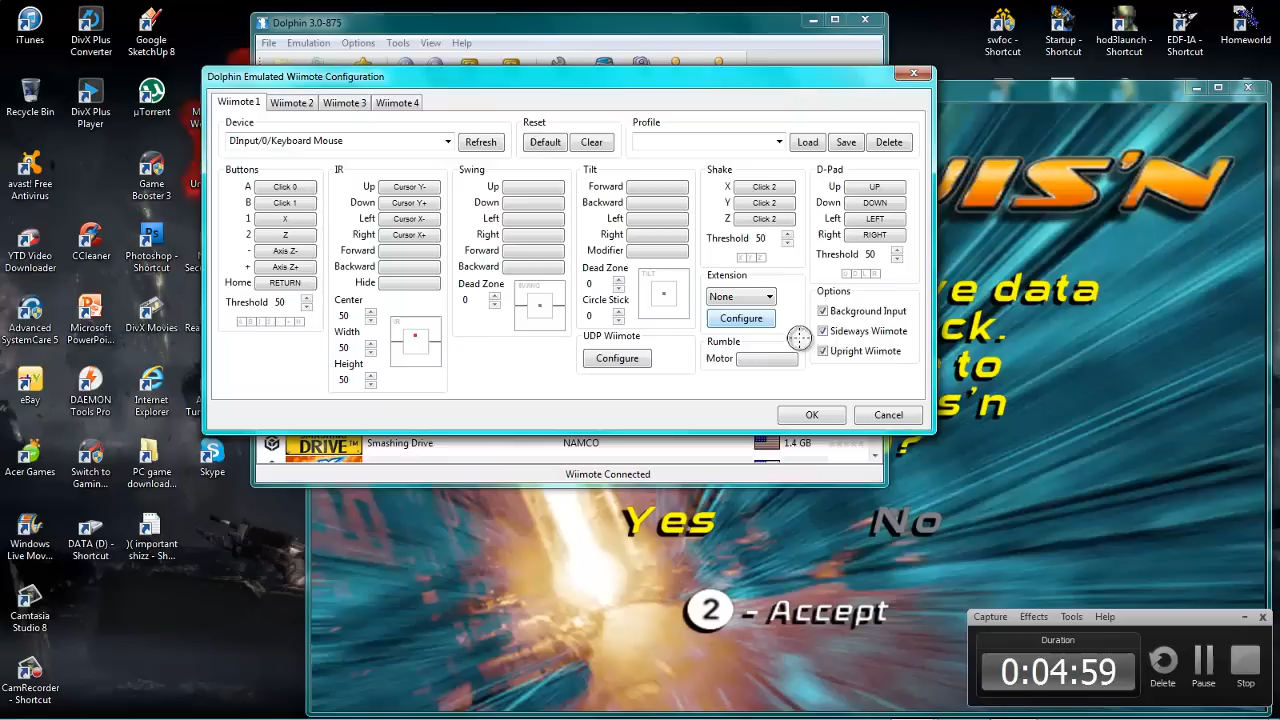 iTunes
DivX Plus
Converter
Google
SketchUp 8
Recycle Bin
DivX Plus
Player
µTorrent
avast! Free
Antivirus
Game
Booster 3
YTD Video
Downloader
CCleaner
Photoshop -
Shortcut
Advanced
SystemCare 5
Microsoft
PowerPoi...
DivX Movies
eBay
DAEMON
Tools Pro
Internet
Explorer
Acer Games
Switch to
Gamin...
PC game
download...
Skype
Windows
Live Mov...
DATA (D) -
Shortcut
)( important
shizz - Sh...
Camtasia
Studio 8
CamRecorder
- Shortcut
swfoc -
Shortcut
Startup -
Shortcut
hod3launch -
Shortcut
EDF-IA -
Shortcut
Homeworld
Dolphin 3.0-875
File Emulation Options Tools View Help
Dolphin Emulated Wiimote Configuration
Wiimote 1 Wiimote 2 Wiimote 3 Wiimote 4
Device
DInput/0/Keyboard Mouse
Refresh
Reset
Default Clear
Profile
Load Save Delete
Buttons
A Click 0
B Click 1
1 X
2 Z
- Axis Z-
+ Axis Z+
Home RETURN
Threshold 50
IR
Up Cursor Y-
Down Cursor Y+
Left Cursor X-
Right Cursor X+
Forward
Backward
Hide
Center
50
Width
50
Height
50
IR
Swing
Up
Down
Left
Right
Forward
Backward
Dead Zone
0
SWING
Tilt
Forward
Backward
Left
Right
Modifier
Dead Zone
0
Circle Stick
0
TILT
UDP Wiimote
Configure
Shake
X Click 2
Y Click 2
Z Click 2
Threshold 50
X Y Z
Extension
None
Configure
Rumble
Motor
D-Pad
Up UP
Down DOWN
Left LEFT
Right RIGHT
Threshold 50
U D L R
Options
Background Input
Sideways Wiimote
Upright Wiimote
OK Cancel
DRIVE™ Smashing Drive NAMCO 1.4 GB
Wiimote Connected
IS'N
e data
ck.
to
s'n
?
Yes No
2 - Accept
Capture Effects Tools Help
Duration
0:04:59
Delete Pause Stop